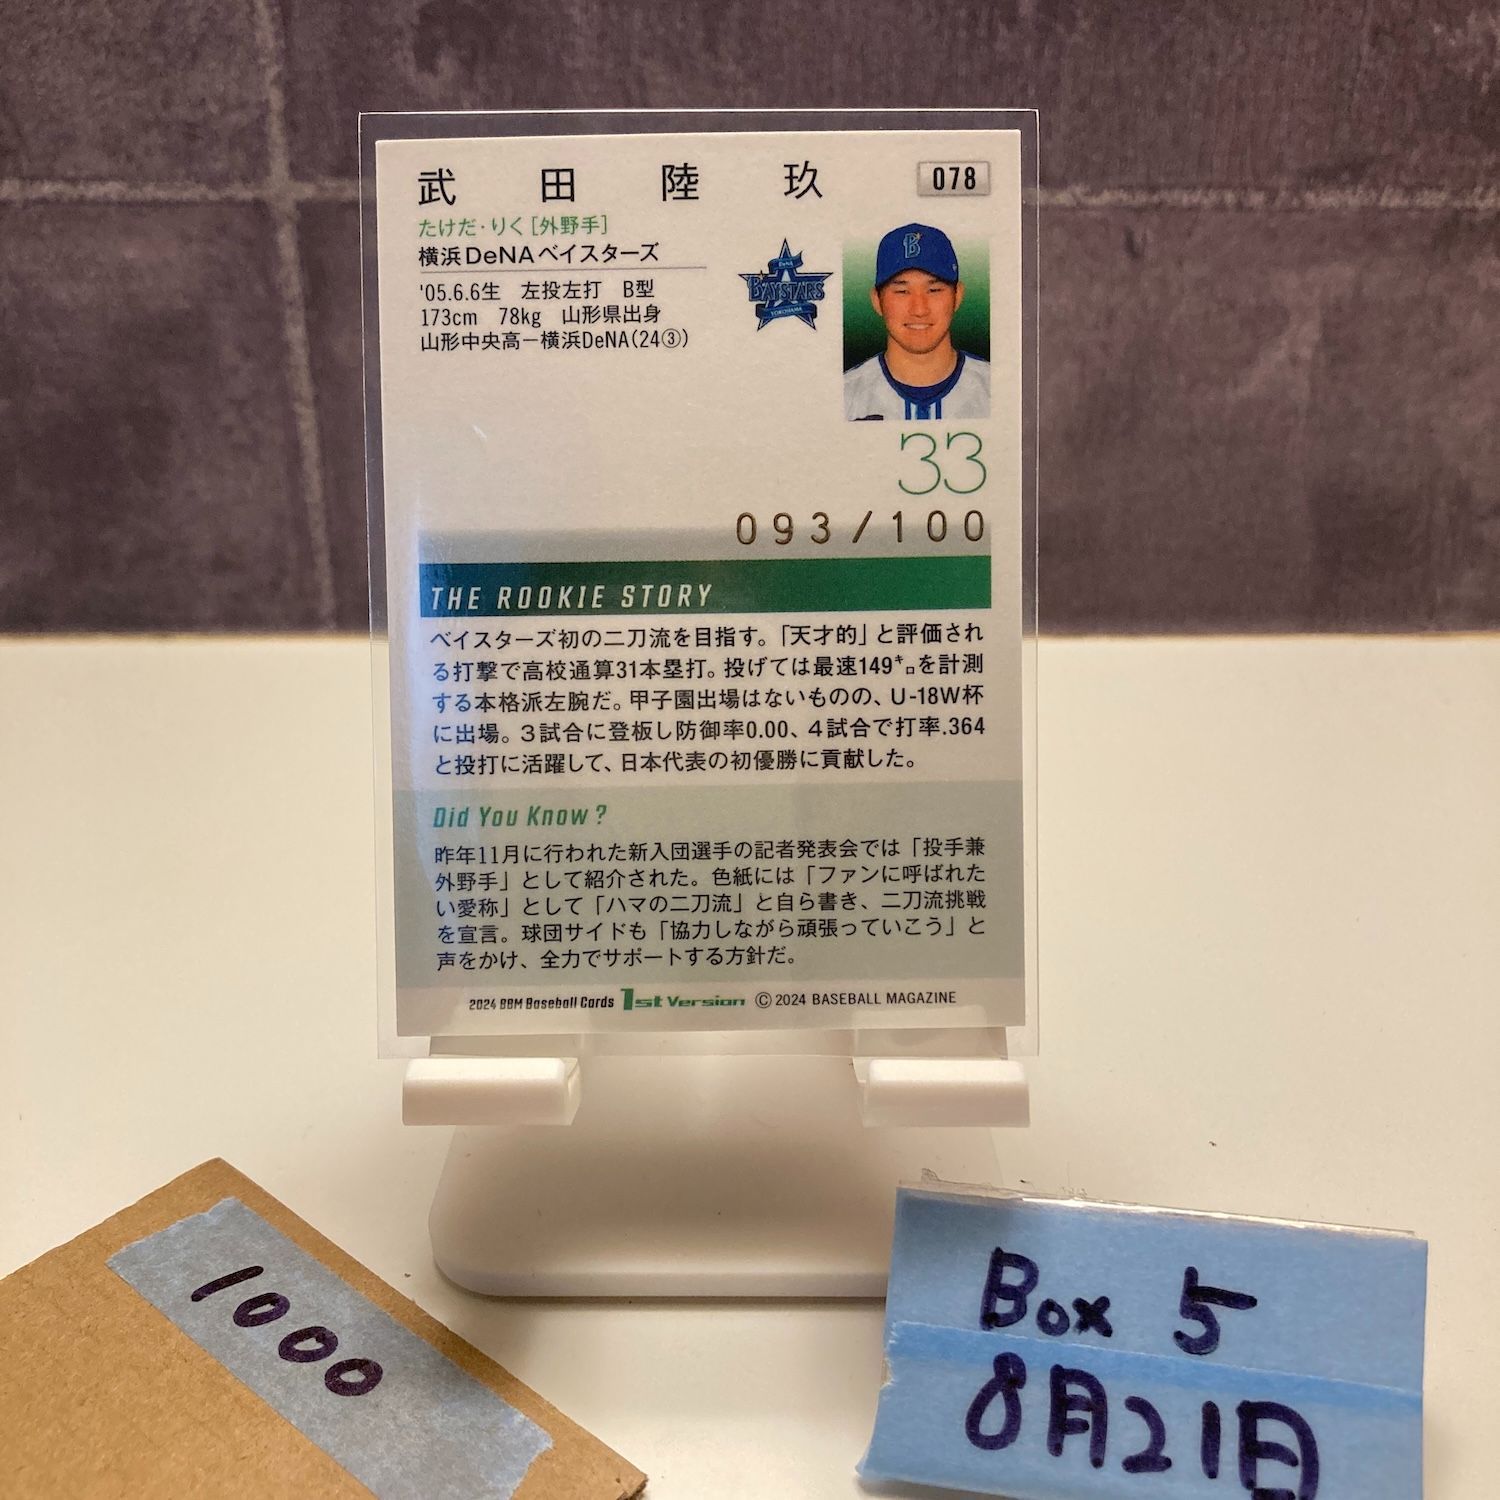 武田陸玖
078
たけだ・りく[外野手]
横浜DeNAベイスターズ
'05.6.6生 左投左打 B型
173cm 78kg 山形県出身
山形中央高－横浜DeNA(24③)
DeNA
BAYSTARS
YOKOHAMA
B
33
093/100
THE ROOKIE STORY
ベイスターズ初の二刀流を目指す。「天才的」と評価され
る打撃で高校通算31本塁打。投げては最速149㌔を計測
する本格派左腕だ。甲子園出場はないものの、U-18W杯
に出場。3試合に登板し防御率0.00、4試合で打率.364
と投打に活躍して、日本代表の初優勝に貢献した。
Did You Know?
昨年11月に行われた新入団選手の記者発表会では「投手兼
外野手」として紹介された。色紙には「ファンに呼ばれた
い愛称」として「ハマの二刀流」と自ら書き、二刀流挑戦
を宣言。球団サイドも「協力しながら頑張っていこう」と
声をかけ、全力でサポートする方針だ。
2024 BBM Baseball Cards 1st Version © 2024 BASEBALL MAGAZINE
1000
Box 5
8月21日